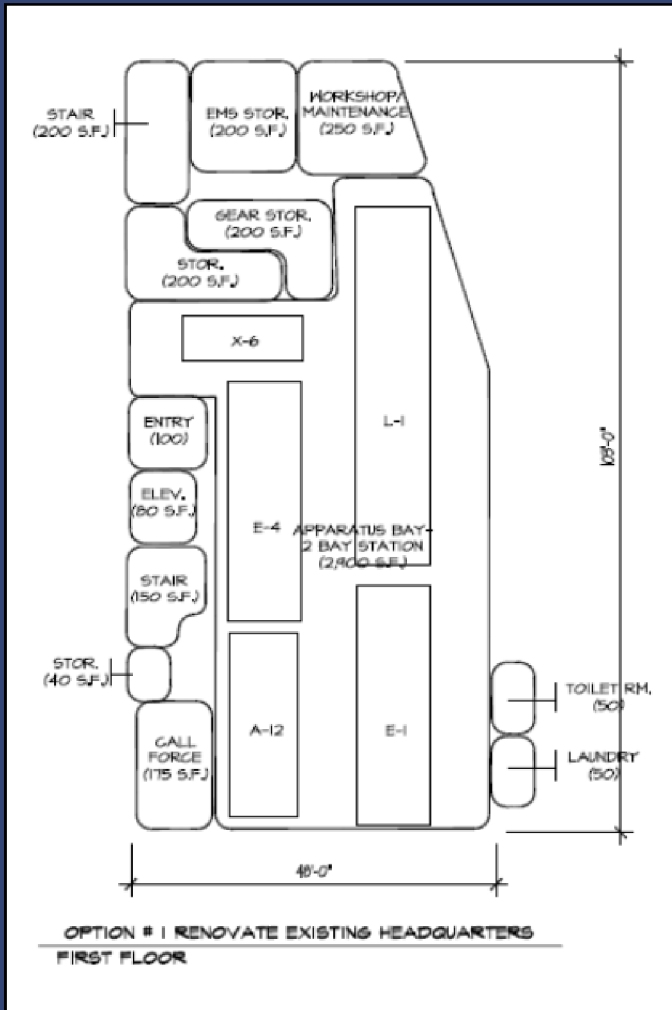 STAIR
(200 S.F.)
EMS STOR.
(200 S.F.)
WORKSHOP/
MAINTENANCE
(250 S.F.)
GEAR STOR.
(200 S.F.)
STOR.
(200 S.F.)
X-6
L-1
ENTRY
(100)
ELEV.
(80 S.F.)
E-4
APPARATUS BAY-
2 BAY STATION
(2,900 S.F.)
STAIR
(150 S.F.)
STOR.
(40 S.F.)
CALL
FORCE
(175 S.F.)
A-12
E-1
TOILET RM.
(50)
LAUNDRY
(50)
48'-0"
OPTION # 1 RENOVATE EXISTING HEADQUARTERS
FIRST FLOOR